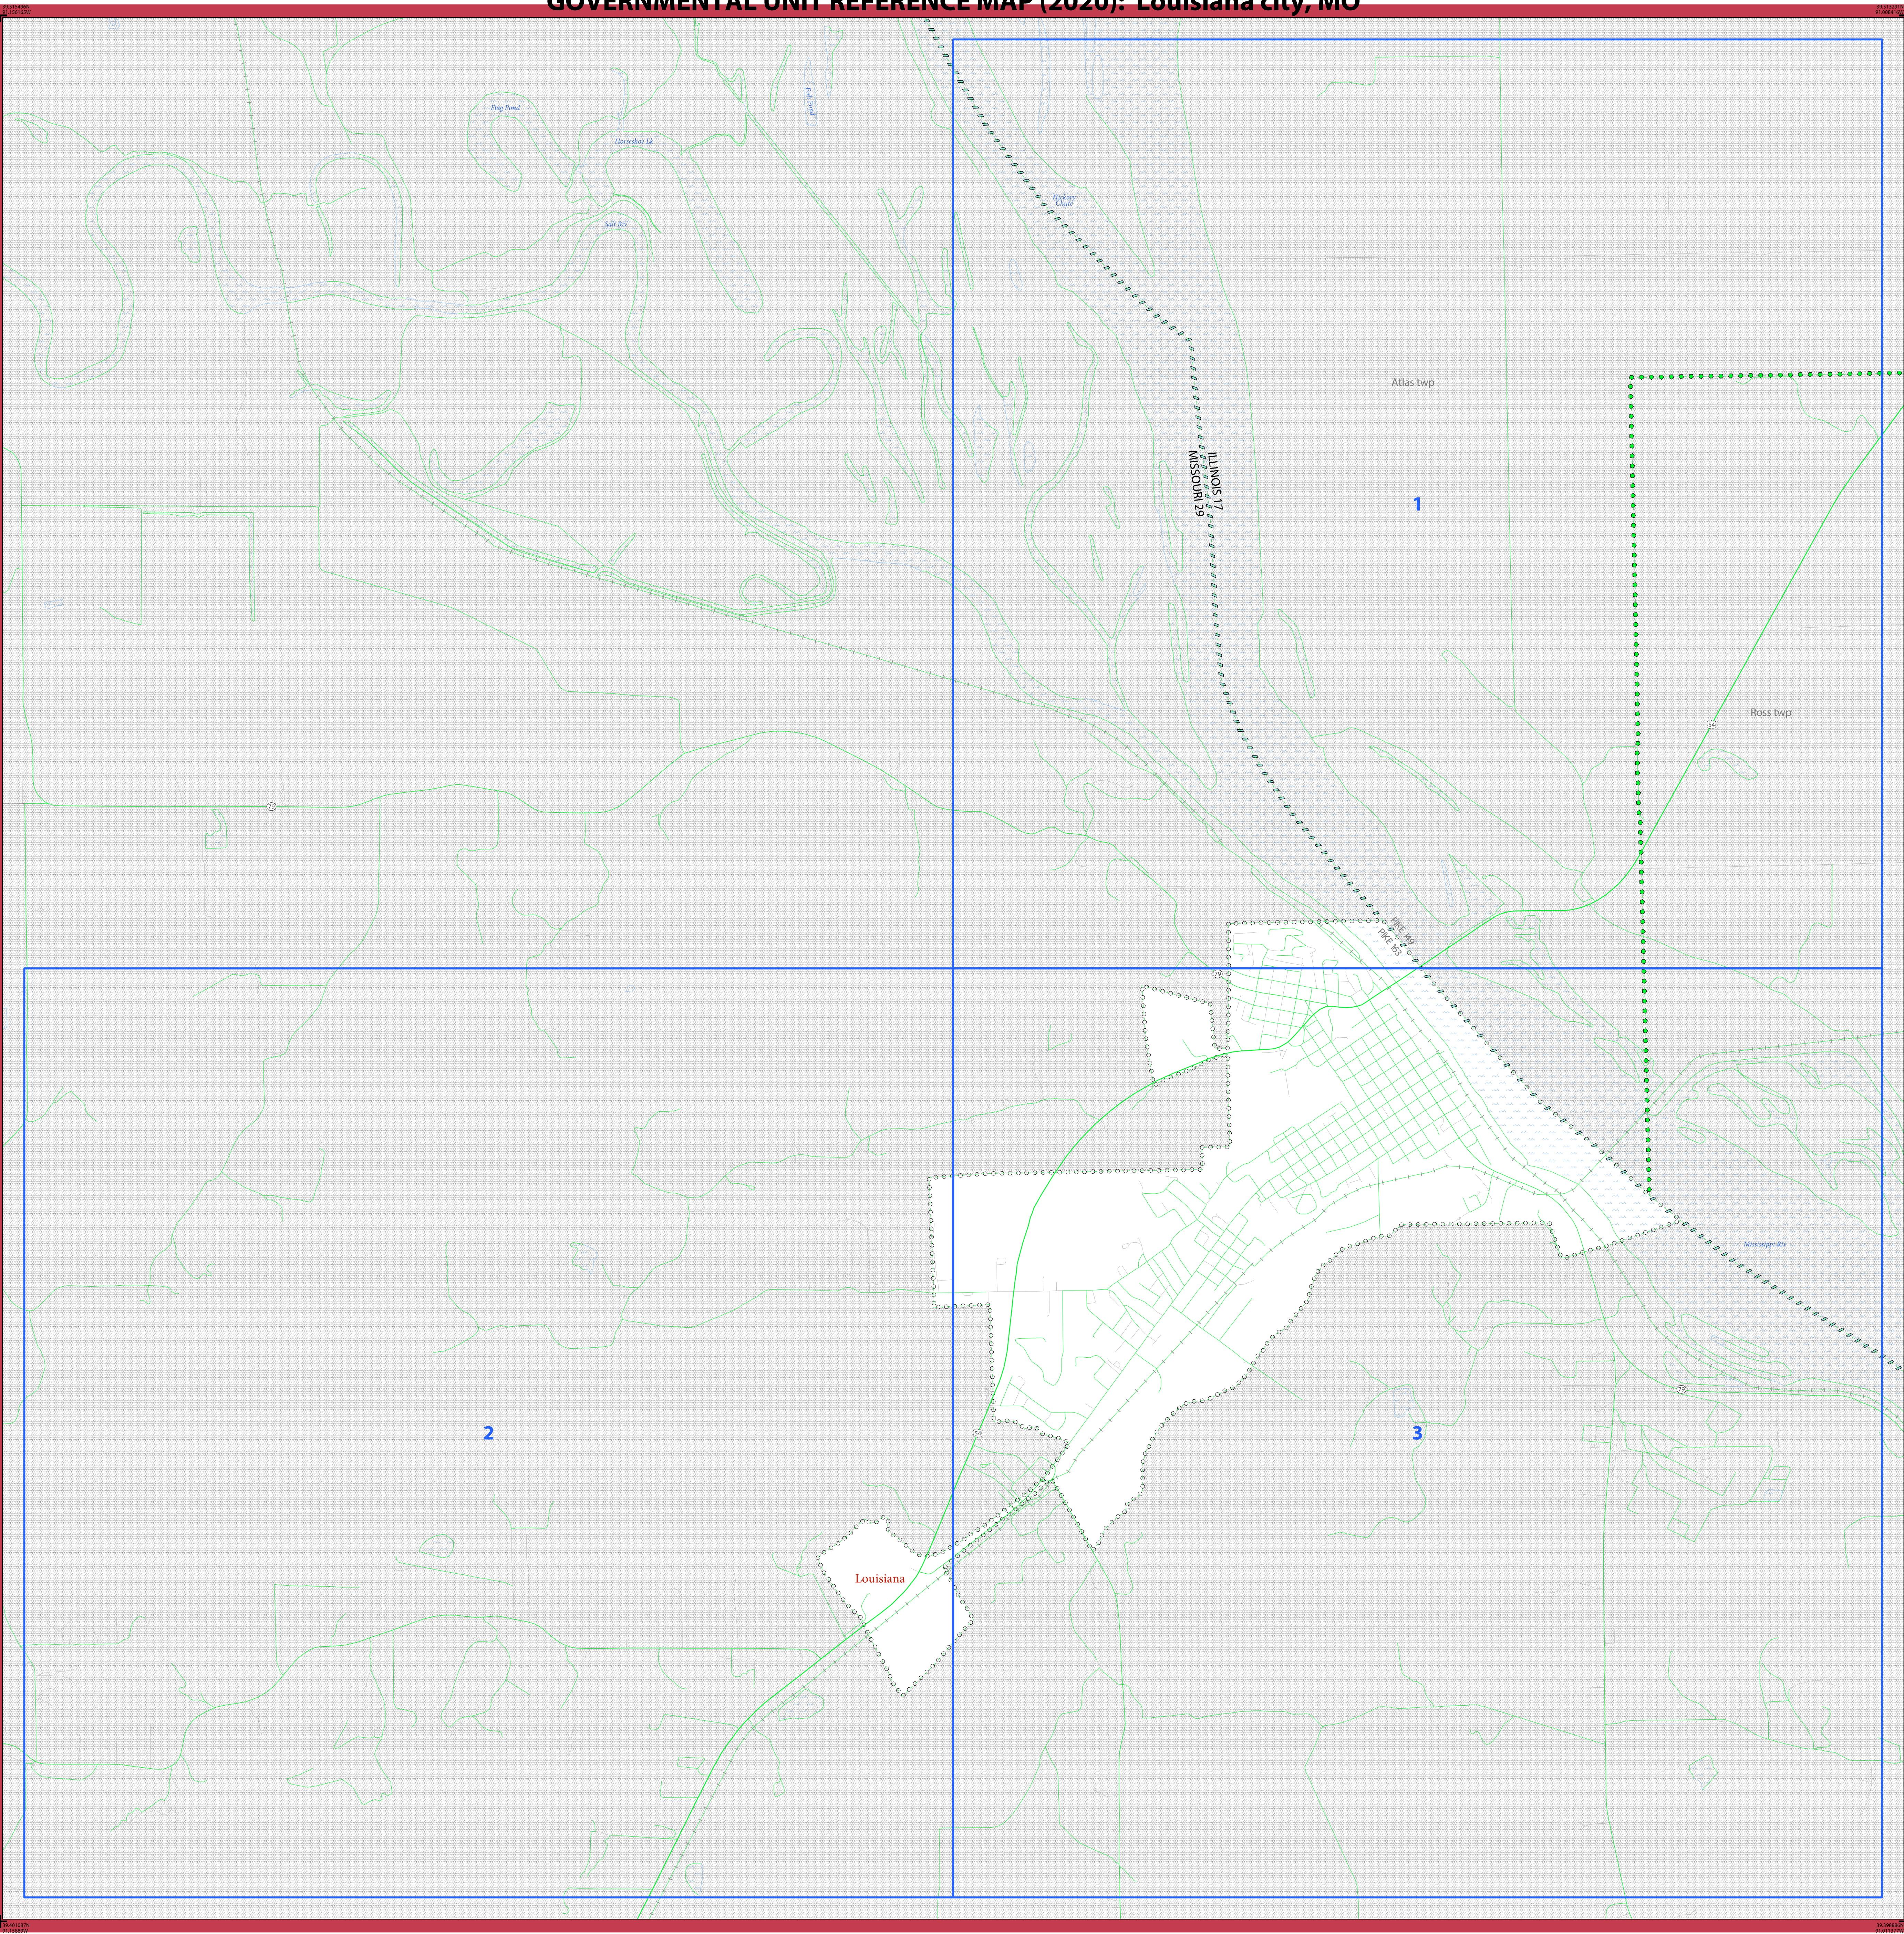 GOVERNMENTAL UNIT REFERENCE MAP (2020): Louisiana city, MO
Flag Pond
Fish Pond
Horseshoe Lk
Hickory
Chute
Salt Riv
Atlas twp
ILLINOIS 17
MISSOURI 29
1
Ross twp
54
79
PIKE 149
PIKE 163
79
Mississippi Riv
79
2
54
3
Louisiana